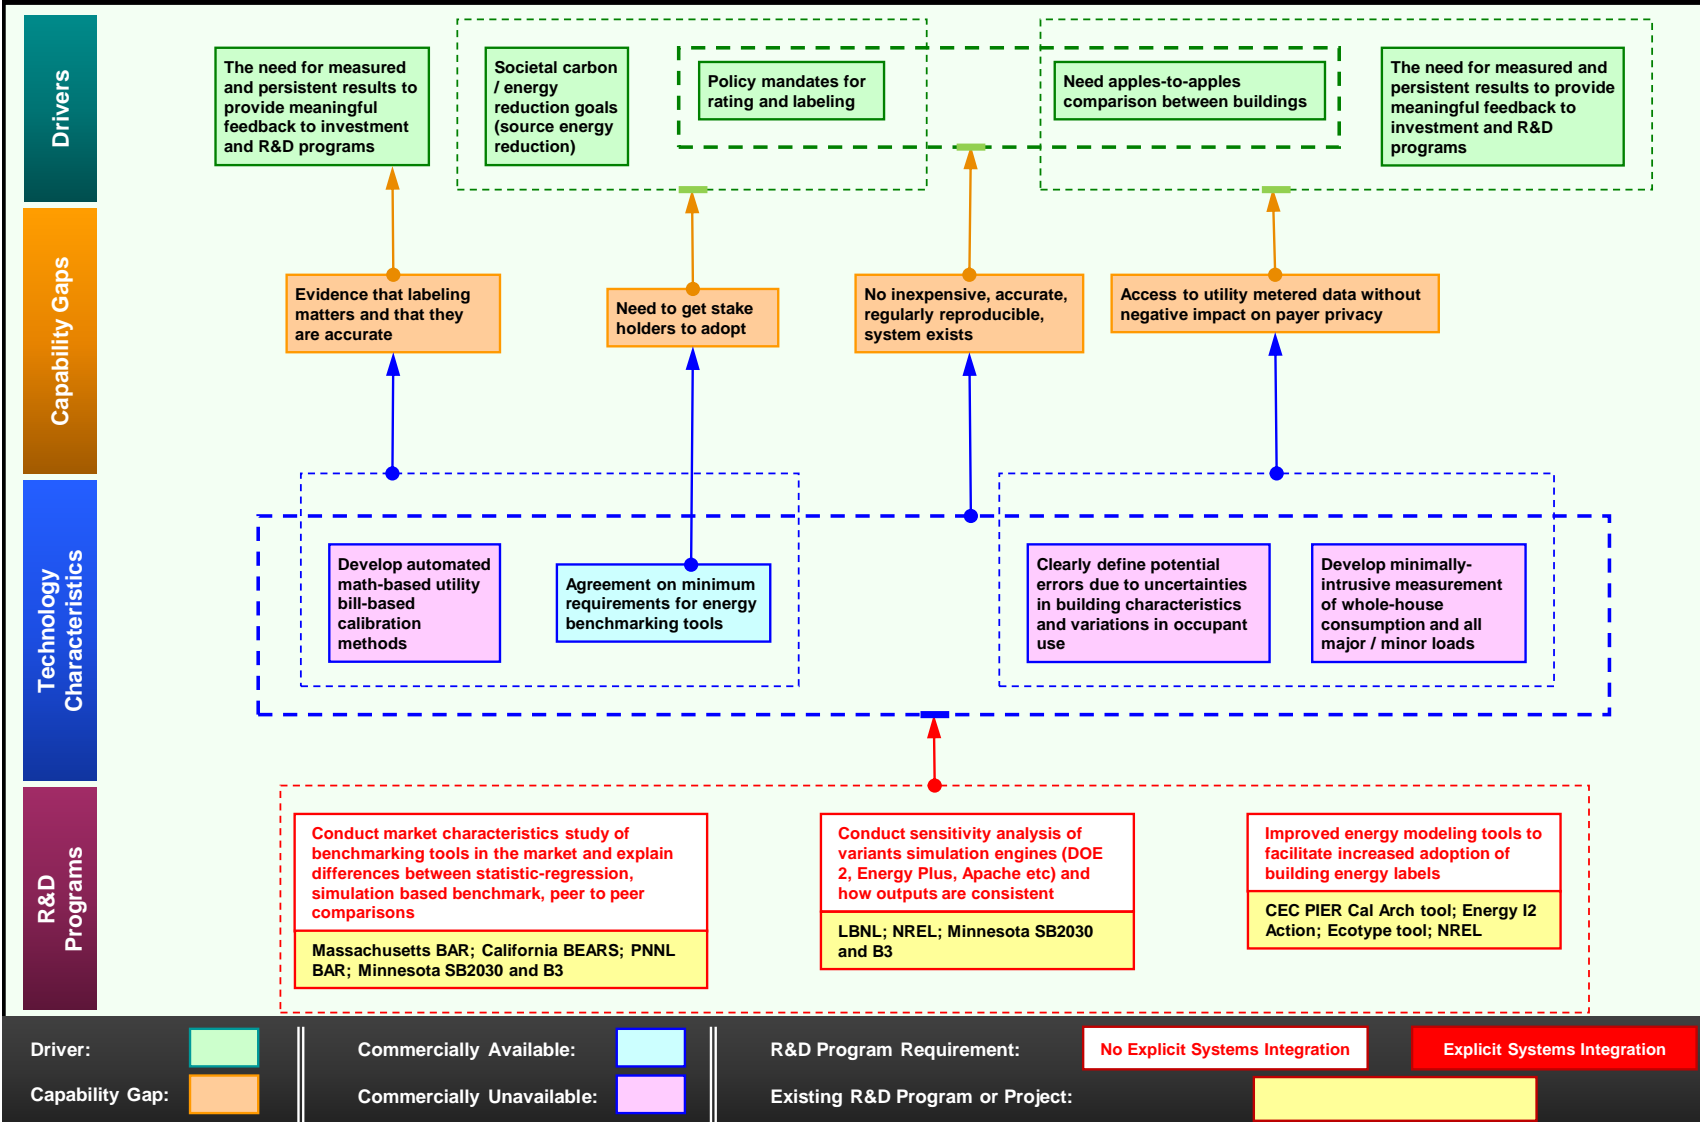 Drivers
The need for measured
and persistent results to
provide meaningful
feedback to investment
and R&D programs
Societal carbon
/ energy
reduction goals
(source energy
reduction)
Policy mandates for
rating and labeling
Need apples-to-apples
comparison between buildings
The need for measured and
persistent results to provide
meaningful feedback to
investment and R&D
programs
Capability Gaps
Evidence that labeling
matters and that they
are accurate
Need to get stake
holders to adopt
No inexpensive, accurate,
regularly reproducible,
system exists
Access to utility metered data without
negative impact on payer privacy
Technology
Characteristics
Develop automated
math-based utility
bill-based
calibration
methods
Agreement on minimum
requirements for energy
benchmarking tools
Clearly define potential
errors due to uncertainties
in building characteristics
and variations in occupant
use
Develop minimally-
intrusive measurement
of whole-house
consumption and all
major / minor loads
R&D
Programs
Conduct market characteristics study of
benchmarking tools in the market and explain
differences between statistic-regression,
simulation based benchmark, peer to peer
comparisons
Massachusetts BAR; California BEARS; PNNL
BAR; Minnesota SB2030 and B3
Conduct sensitivity analysis of
variants simulation engines (DOE
2, Energy Plus, Apache etc) and
how outputs are consistent
LBNL; NREL; Minnesota SB2030
and B3
Improved energy modeling tools to
facilitate increased adoption of
building energy labels
CEC PIER Cal Arch tool; Energy I2
Action; Ecotype tool; NREL
Driver:
Capability Gap:
Commercially Available:
Commercially Unavailable:
R&D Program Requirement:
No Explicit Systems Integration
Explicit Systems Integration
Existing R&D Program or Project: